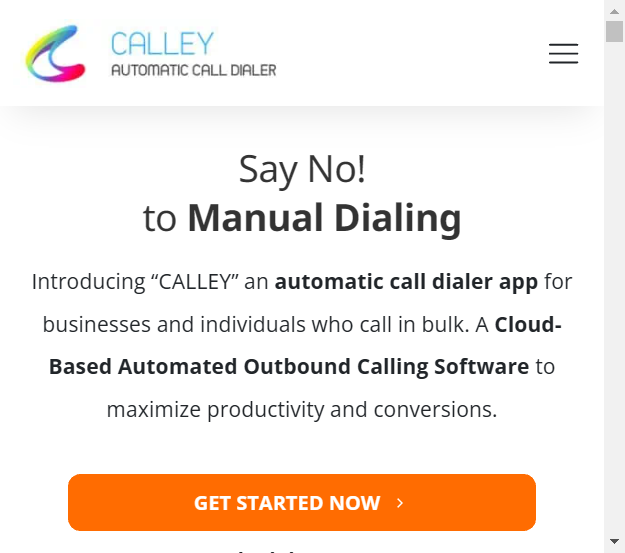 CALLEY
AUTOMATIC CALL DIALER
Say No!
to Manual Dialing
Introducing “CALLEY” an automatic call dialer app for
businesses and individuals who call in bulk. A Cloud-
Based Automated Outbound Calling Software to
maximize productivity and conversions.
GET STARTED NOW